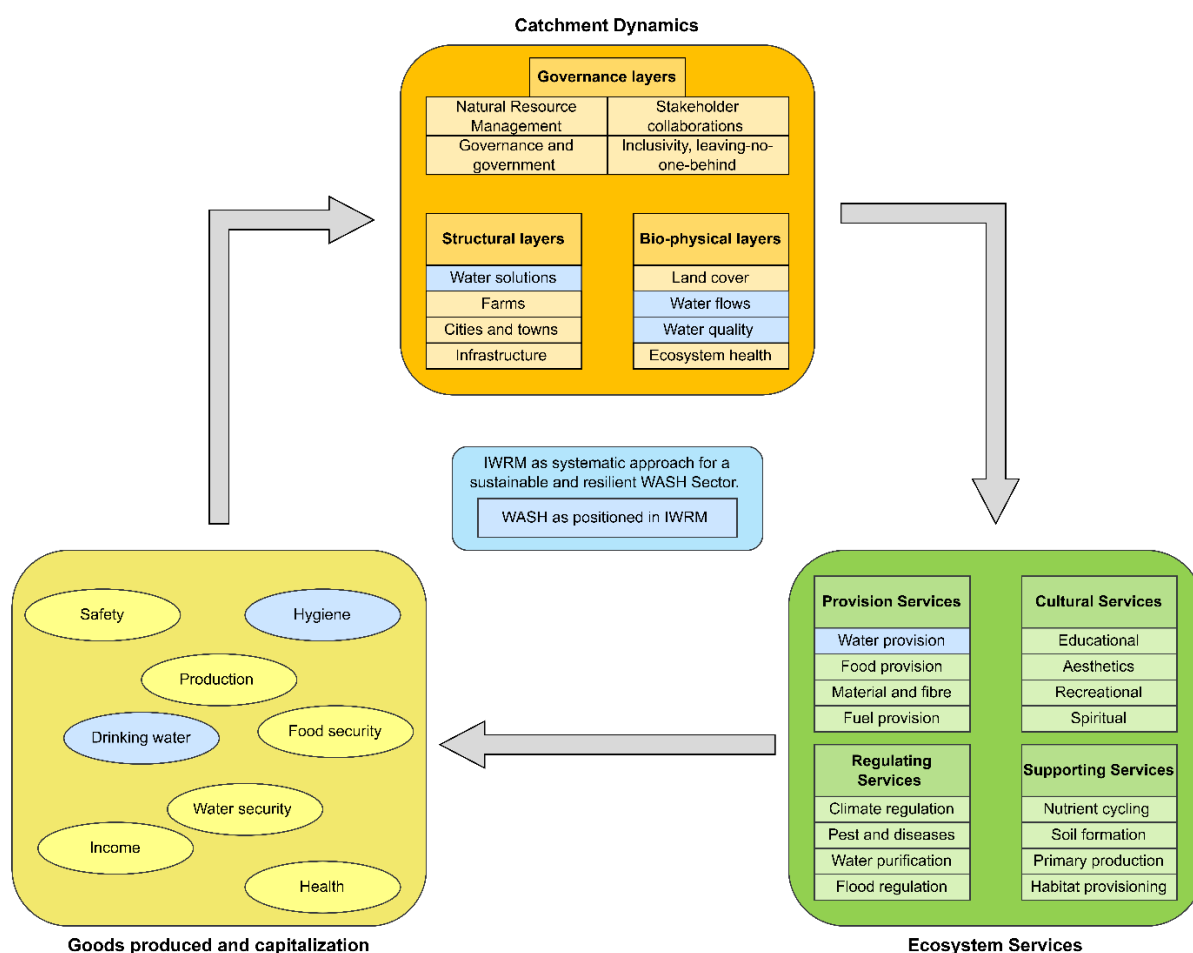 Catchment Dynamics
Governance layers
Natural Resource
Management
Stakeholder
collaborations
Governance and
government
Inclusivity, leaving-no-
one-behind
Structural layers
Water solutions
Farms
Cities and towns
Infrastructure
Bio-physical layers
Land cover
Water flows
Water quality
Ecosystem health
IWRM as systematic approach for a
sustainable and resilient WASH Sector.
WASH as positioned in IWRM
Safety
Hygiene
Production
Drinking water
Food security
Water security
Income
Health
Goods produced and capitalization
Provision Services
Water provision
Food provision
Material and fibre
Fuel provision
Cultural Services
Educational
Aesthetics
Recreational
Spiritual
Regulating
Services
Climate regulation
Pest and diseases
Water purification
Flood regulation
Supporting Services
Nutrient cycling
Soil formation
Primary production
Habitat provisioning
Ecosystem Services